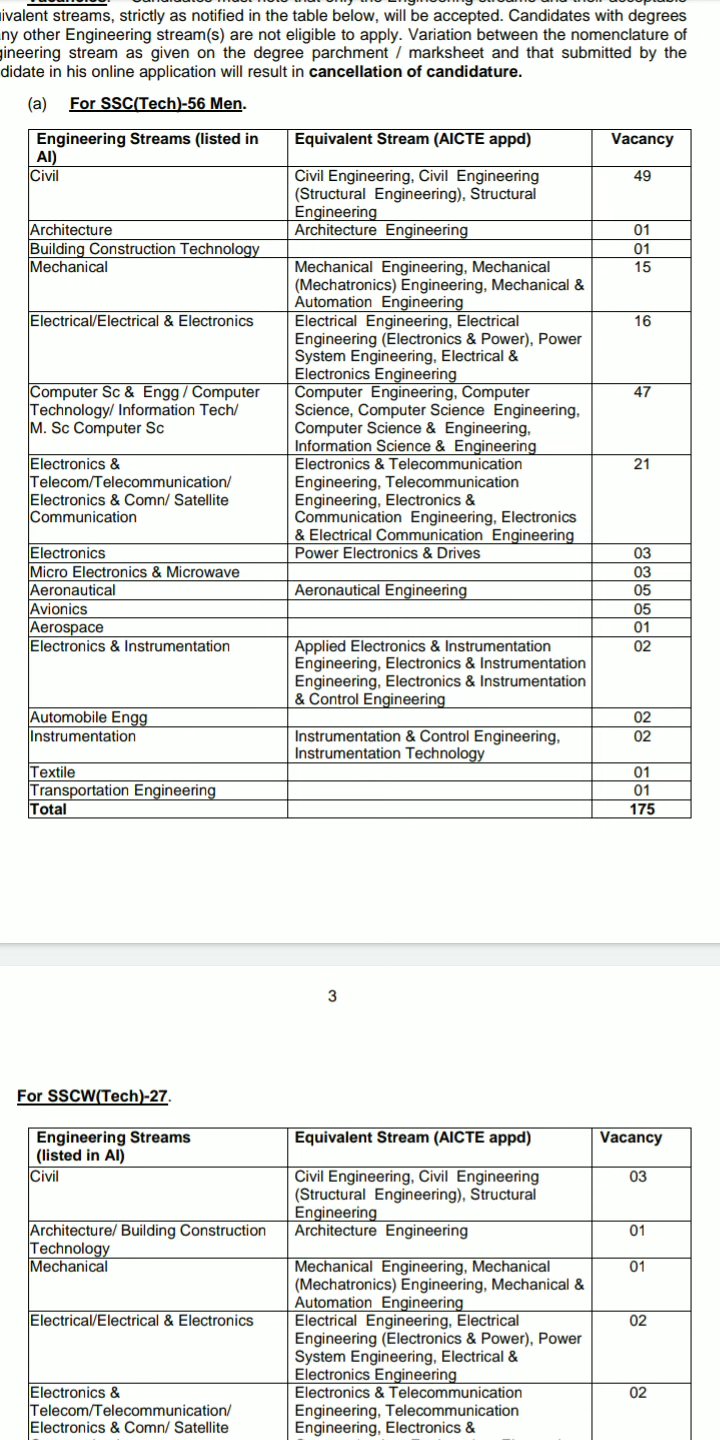 ivalent streams, strictly as notified in the table below, will be accepted. Candidates with degrees
ny other Engineering stream(s) are not eligible to apply. Variation between the nomenclature of
gineering stream as given on the degree parchment / marksheet and that submitted by the
didate in his online application will result in cancellation of candidature.
(a) For SSC(Tech)-56 Men.
Engineering Streams (listed in AI) Equivalent Stream (AICTE appd) Vacancy
Civil Civil Engineering, Civil Engineering 49
(Structural Engineering), Structural
Engineering
Architecture Architecture Engineering 01
Building Construction Technology 01
Mechanical Mechanical Engineering, Mechanical 15
(Mechatronics) Engineering, Mechanical &
Automation Engineering
Electrical/Electrical & Electronics Electrical Engineering, Electrical 16
Engineering (Electronics & Power), Power
System Engineering, Electrical &
Electronics Engineering
Computer Sc & Engg / Computer Computer Engineering, Computer 47
Technology/ Information Tech/ Science, Computer Science Engineering,
M. Sc Computer Sc Computer Science & Engineering,
Information Science & Engineering
Electronics & Electronics & Telecommunication 21
Telecom/Telecommunication/ Engineering, Telecommunication
Electronics & Comn/ Satellite Engineering, Electronics &
Communication Communication Engineering, Electronics
& Electrical Communication Engineering
Electronics Power Electronics & Drives 03
Micro Electronics & Microwave 03
Aeronautical Aeronautical Engineering 05
Avionics 05
Aerospace 01
Electronics & Instrumentation Applied Electronics & Instrumentation 02
Engineering, Electronics & Instrumentation
Engineering, Electronics & Instrumentation
& Control Engineering
Automobile Engg 02
Instrumentation Instrumentation & Control Engineering, 02
Instrumentation Technology
Textile 01
Transportation Engineering 01
Total 175
3
For SSCW(Tech)-27.
Engineering Streams Equivalent Stream (AICTE appd) Vacancy
(listed in AI)
Civil Civil Engineering, Civil Engineering 03
(Structural Engineering), Structural
Engineering
Architecture/ Building Construction Architecture Engineering 01
Technology
Mechanical Mechanical Engineering, Mechanical 01
(Mechatronics) Engineering, Mechanical &
Automation Engineering
Electrical/Electrical & Electronics Electrical Engineering, Electrical 02
Engineering (Electronics & Power), Power
System Engineering, Electrical &
Electronics Engineering
Electronics & Electronics & Telecommunication 02
Telecom/Telecommunication/ Engineering, Telecommunication
Electronics & Comn/ Satellite Engineering, Electronics &